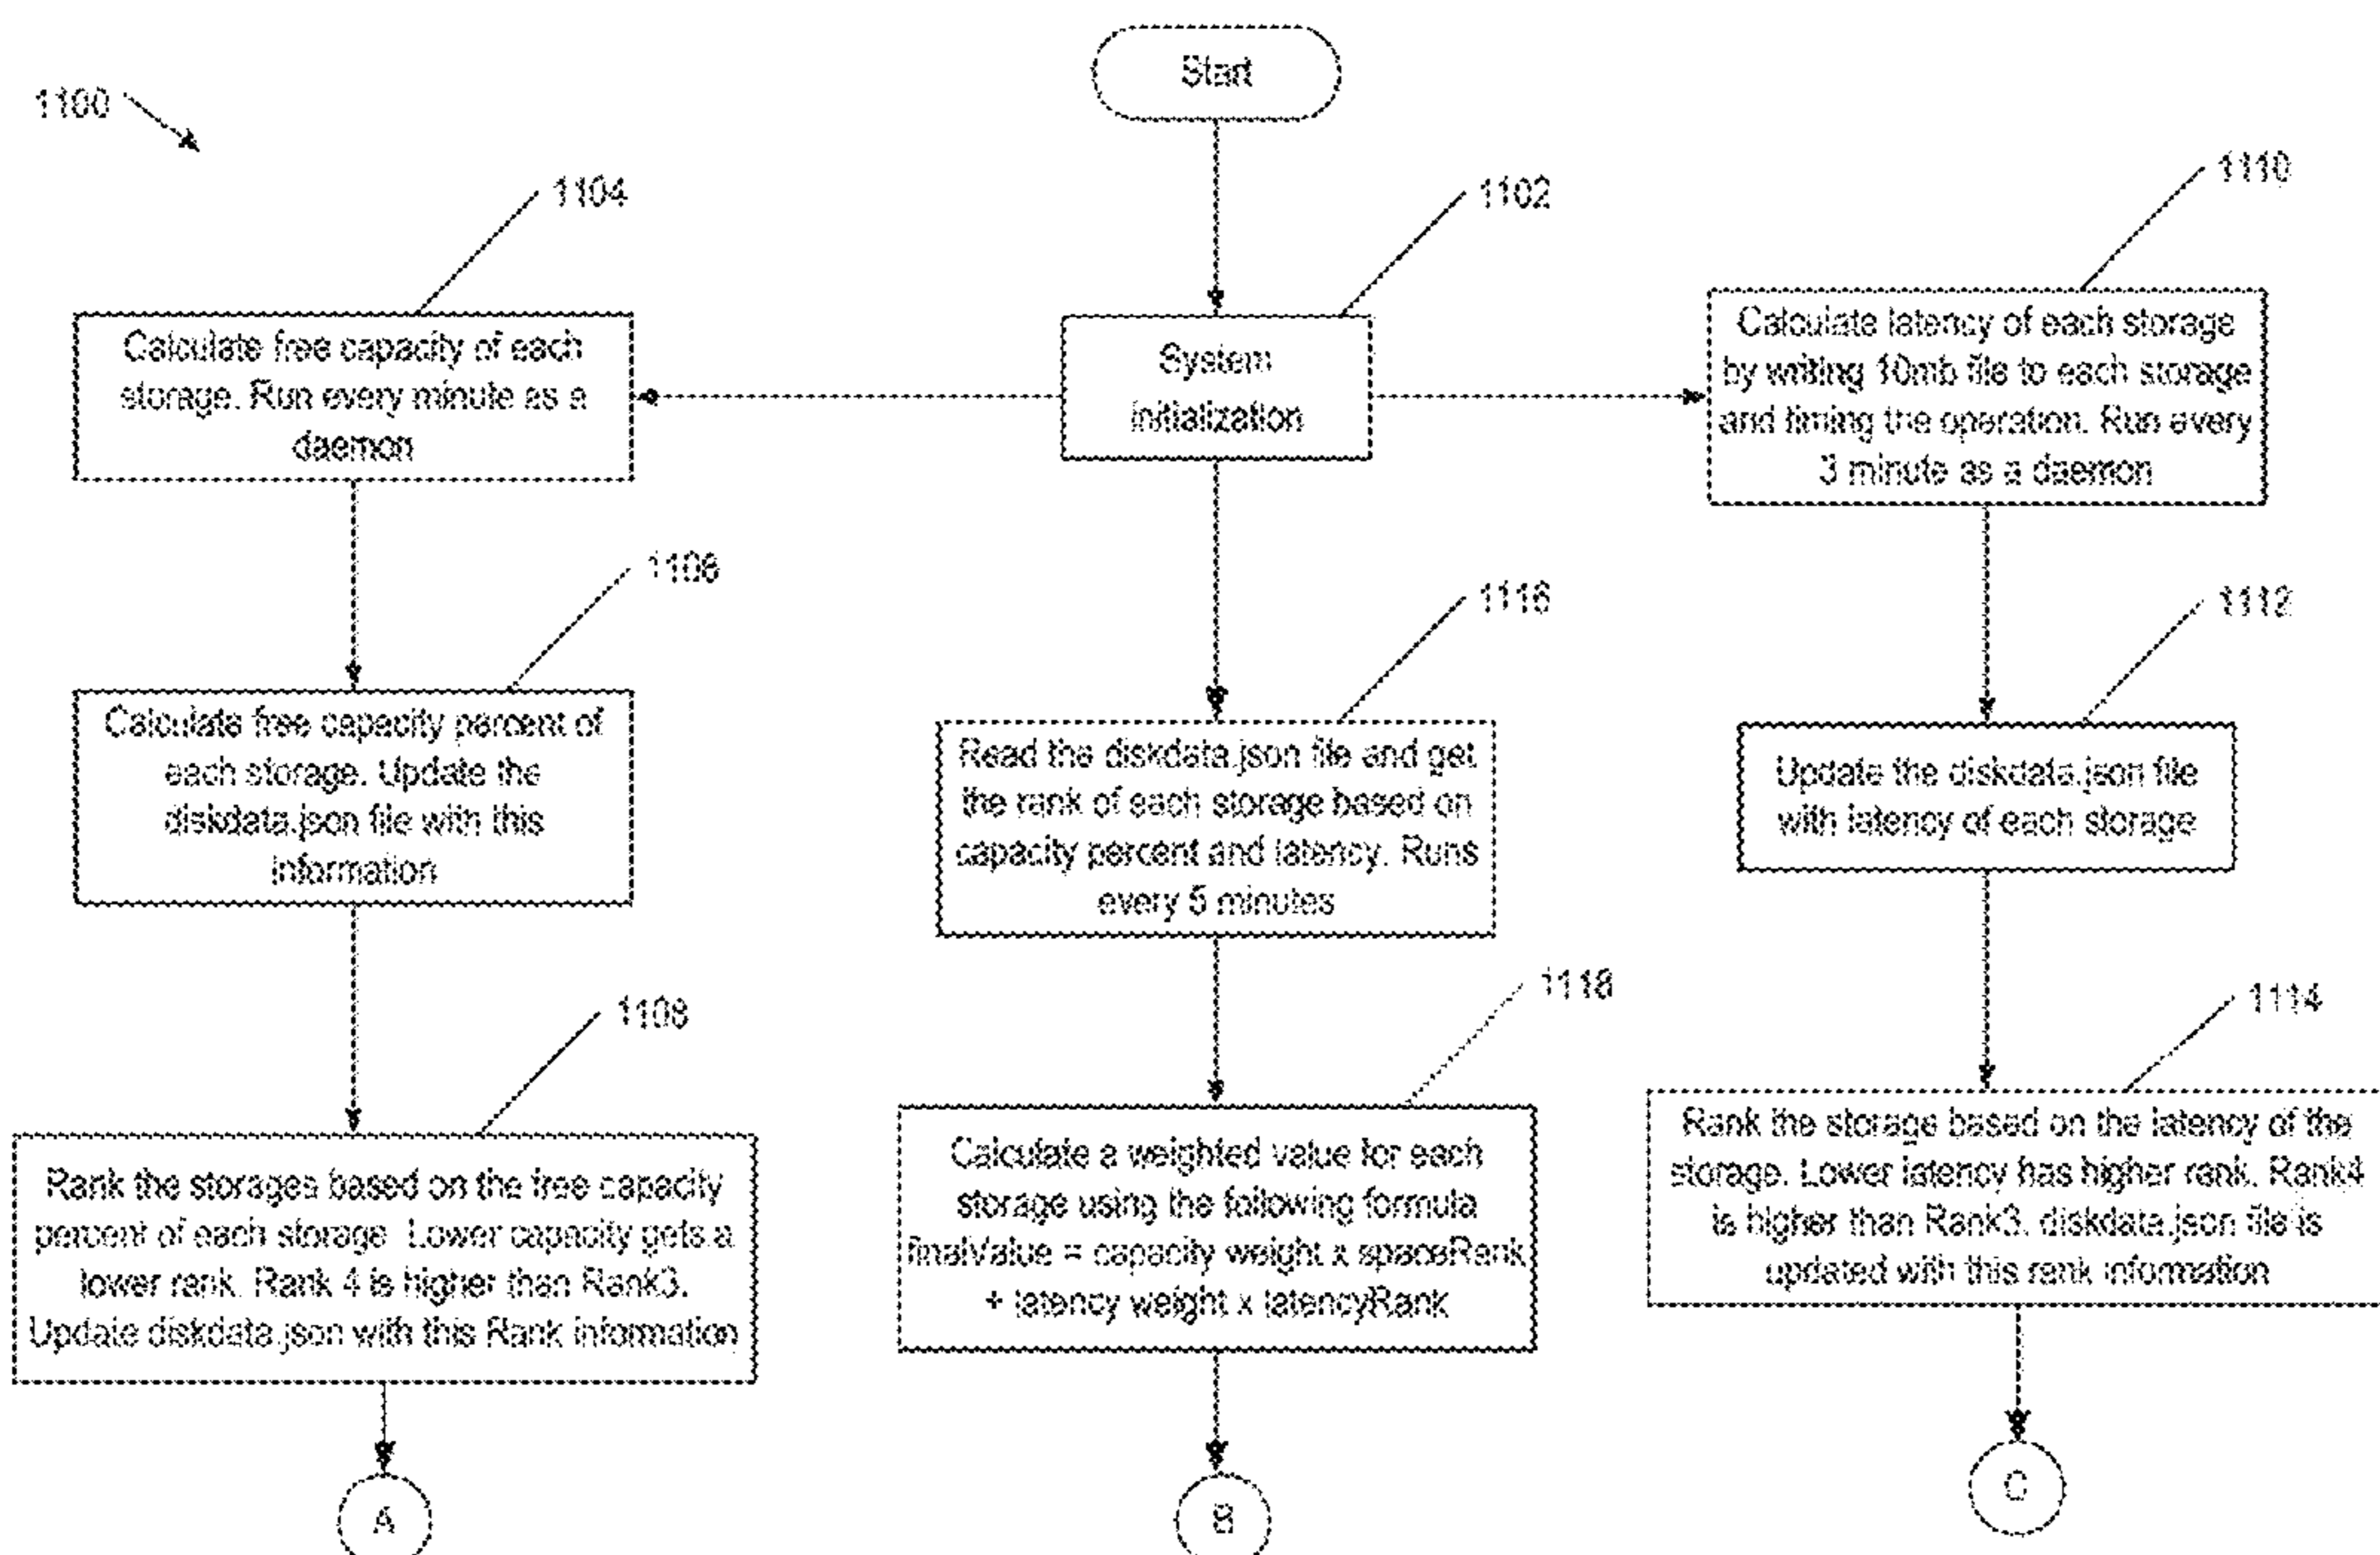 Start
1100
1104
1102
1110
Calculate free capacity of each
storage. Run every minute as a
daemon
System
initialization
Calculate latency of each storage
by writing 10mb file to each storage
and timing the operation. Run every
3 minute as a daemon
1116
1112
Calculate free capacity percent of
each storage. Update the
diskdata.json file with this
information
Read the diskdata.json file and get
the rank of each storage based on
capacity percent and latency. Runs
every 5 minutes
Update the diskdata.json file
with latency of each storage
1108
1118
1114
Rank the storages based on the free capacity
percent of each storage. Lower capacity gets a
lower rank. Rank 4 is higher than Rank3.
Update diskdata.json with this Rank information
Calculate a weighted value for each
storage using the following formula
finalValue = capacity weight x spaceRank
+ latency weight x latencyRank
Rank the storage based on the latency of the
storage. Lower latency has higher rank. Rank4
is higher than Rank3. diskdata.json file is
updated with this rank information
A
B
C